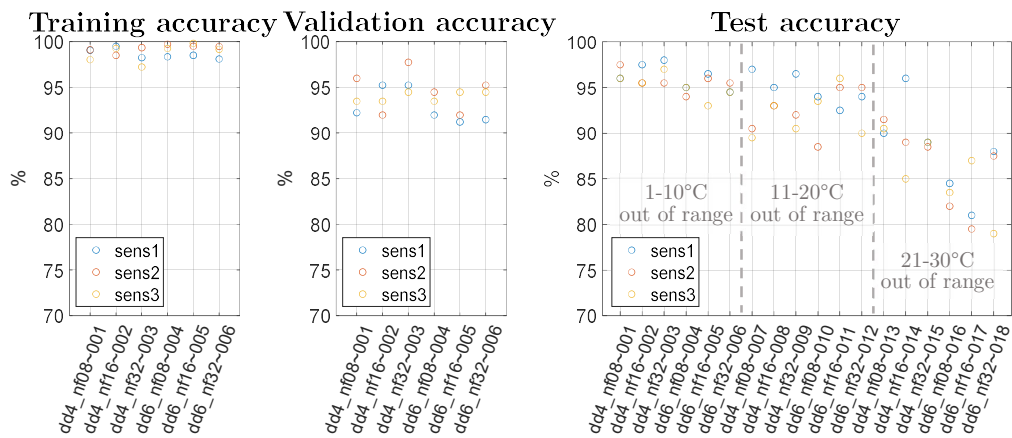 Training accuracy
100
95
90
85
80
75
70
%
sens1
sens2
sens3
dd4_nf08~001
dd4_nf16~002
dd4_nf32~003
dd6_nf08~004
dd6_nf16~005
dd6_nf32~006
Validation accuracy
100
95
90
85
80
75
70
%
sens1
sens2
sens3
dd4_nf08~001
dd4_nf16~002
dd4_nf32~003
dd6_nf08~004
dd6_nf16~005
dd6_nf32~006
Test accuracy
100
95
90
85
80
75
70
%
1-10°C
out of range
11-20°C
out of range
21-30°C
out of range
sens1
sens2
sens3
dd4_nf08~001
dd4_nf16~002
dd4_nf32~003
dd6_nf08~004
dd6_nf16~005
dd6_nf32~006
dd4_nf08~007
dd4_nf16~008
dd4_nf32~009
dd6_nf08~010
dd6_nf16~011
dd6_nf32~012
dd4_nf08~013
dd4_nf16~014
dd4_nf32~015
dd6_nf08~016
dd6_nf16~017
dd6_nf32~018